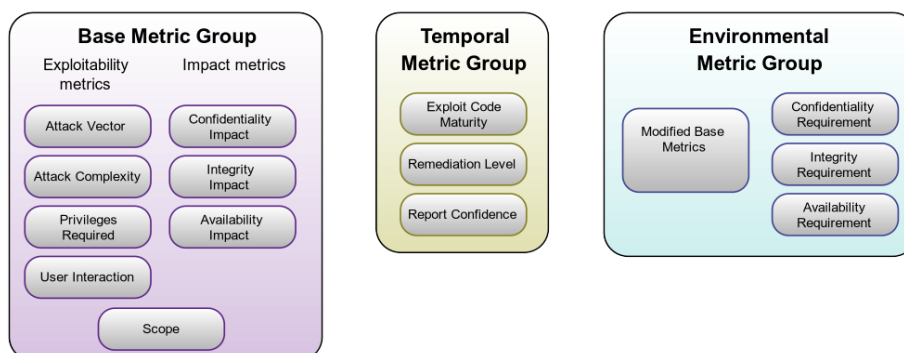 Base Metric Group
Exploitability
metrics
Impact metrics
Attack Vector
Attack Complexity
Privileges
Required
User Interaction
Confidentiality
Impact
Integrity
Impact
Availability
Impact
Scope
Temporal
Metric Group
Exploit Code
Maturity
Remediation Level
Report Confidence
Environmental
Metric Group
Modified Base
Metrics
Confidentiality
Requirement
Integrity
Requirement
Availability
Requirement